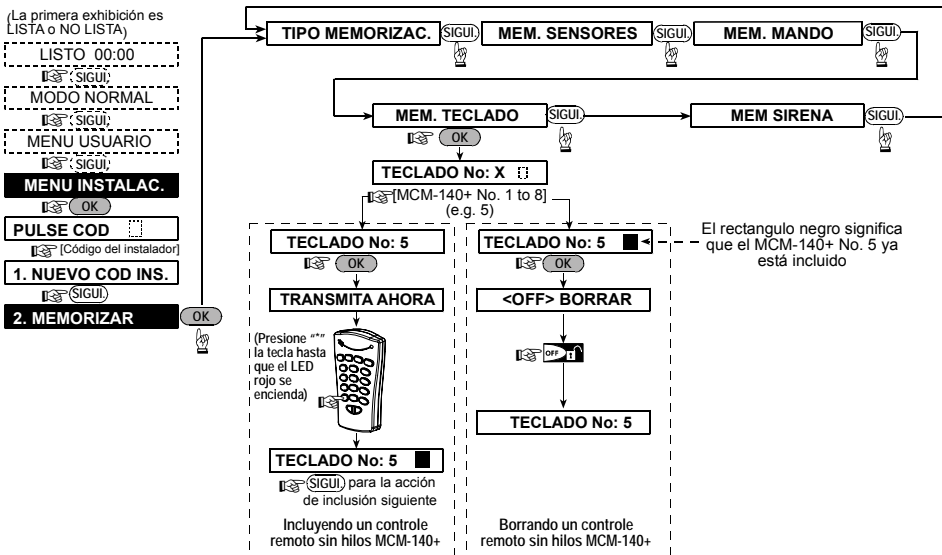 (La primera exhibición es
LISTA o NO LISTA)
LISTO 00:00
SIGUI,
MODO NORMAL
SIGUI,
MENU USUARIO
SIGUI,
MENU INSTALAC.
OK
PULSE COD
[Código del instalador]
1. NUEVO COD INS.
SIGUI.
2. MEMORIZAR
OK
TIPO MEMORIZAC.
SIGUI,
MEM. SENSORES
SIGUI,
MEM. MANDO
SIGUI,
MEM. TECLADO
SIGUI,
MEM SIRENA
SIGUI,
OK
TECLADO No: X
[MCM-140+ No. 1 to 8]
(e.g. 5)
TECLADO No: 5
OK
TRANSMITA AHORA
(Presione "*"
la tecla hasta
que el LED
rojo se
encienda)
TECLADO No: 5
SIGUI, para la acción
de inclusión siguiente
Incluyendo un controle
remoto sin hilos MCM-140+
TECLADO No: 5
OK
<OFF> BORRAR
OFF
TECLADO No: 5
Borrando un controle
remoto sin hilos MCM-140+
El rectangulo negro significa
que el MCM-140+ No. 5 ya
está incluido